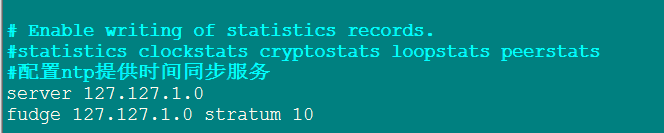 # Enable writing of statistics records.
#statistics clockstats cryptostats loopstats peerstats
#配置ntp提供时间同步服务
server 127.127.1.0
fudge 127.127.1.0 stratum 10